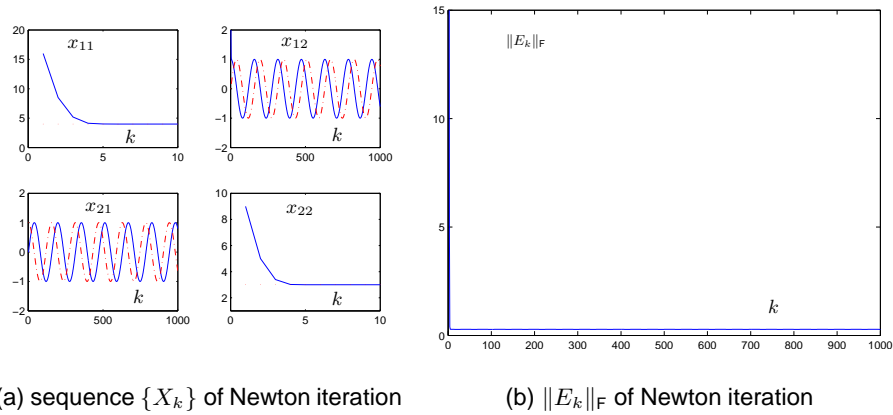 x₁₁
20
15
10
5
0
0 5 10
k
x₁₂
2
1
0
−1
−2
0 500 1000
k
x₂₁
2
1
0
−1
−2
0 500 1000
k
x₂₂
10
8
6
4
2
0 5 10
k
‖Eₖ‖F
15
10
5
0
0 100 200 300 400 500 600 700 800 900 1000
k
a) sequence {Xₖ} of Newton iteration
(b) ‖Eₖ‖F of Newton iteration